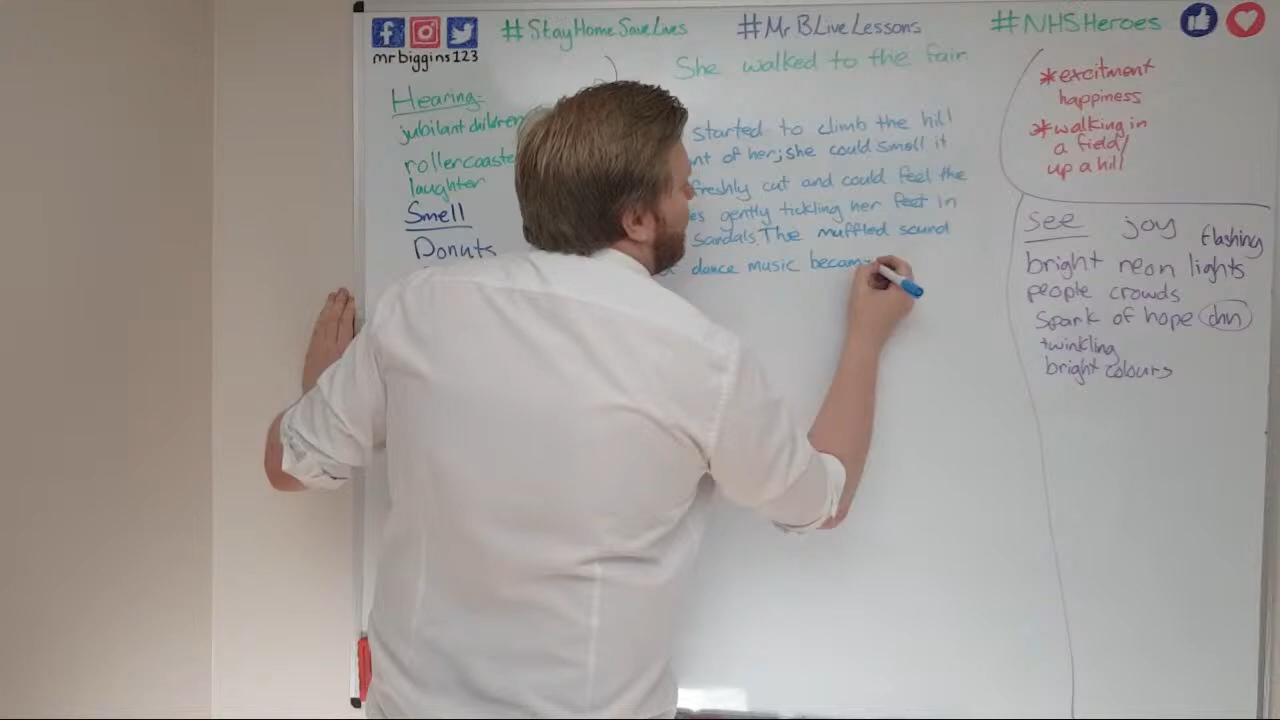 #StayHomeSaveLives #MrBLiveLessons #NHSHeroes
mrbiggins123
She walked to the fair
Hearing-
jubilant children
rollercoaste
laughter
Smell
Donuts
started to climb the hill
nt of her; she could smell it
freshly cut and could feel the
es gently tickling her feet in
sandals. The muffled sound
dance music becam
*excitment
happiness
*walking in
a field/
up a hill
see joy flashing
bright neon lights
people crowds
spark of hope
twinkling
bright colours